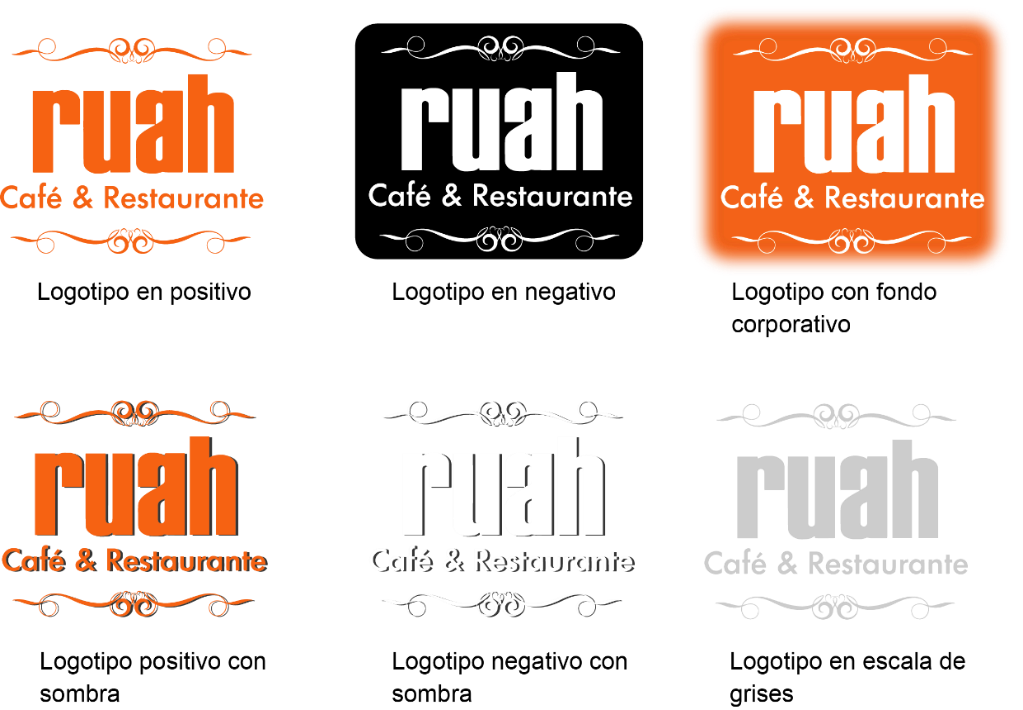 ruah
Café & Restaurante
Logotipo en positivo
ruah
Café & Restaurante
Logotipo en negativo
ruah
Café & Restaurante
Logotipo con fondo
corporativo
ruah
Café & Restaurante
Logotipo positivo con
sombra
ruah
Café & Restaurante
Logotipo negativo con
sombra
ruah
Café & Restaurante
Logotipo en escala de
grises